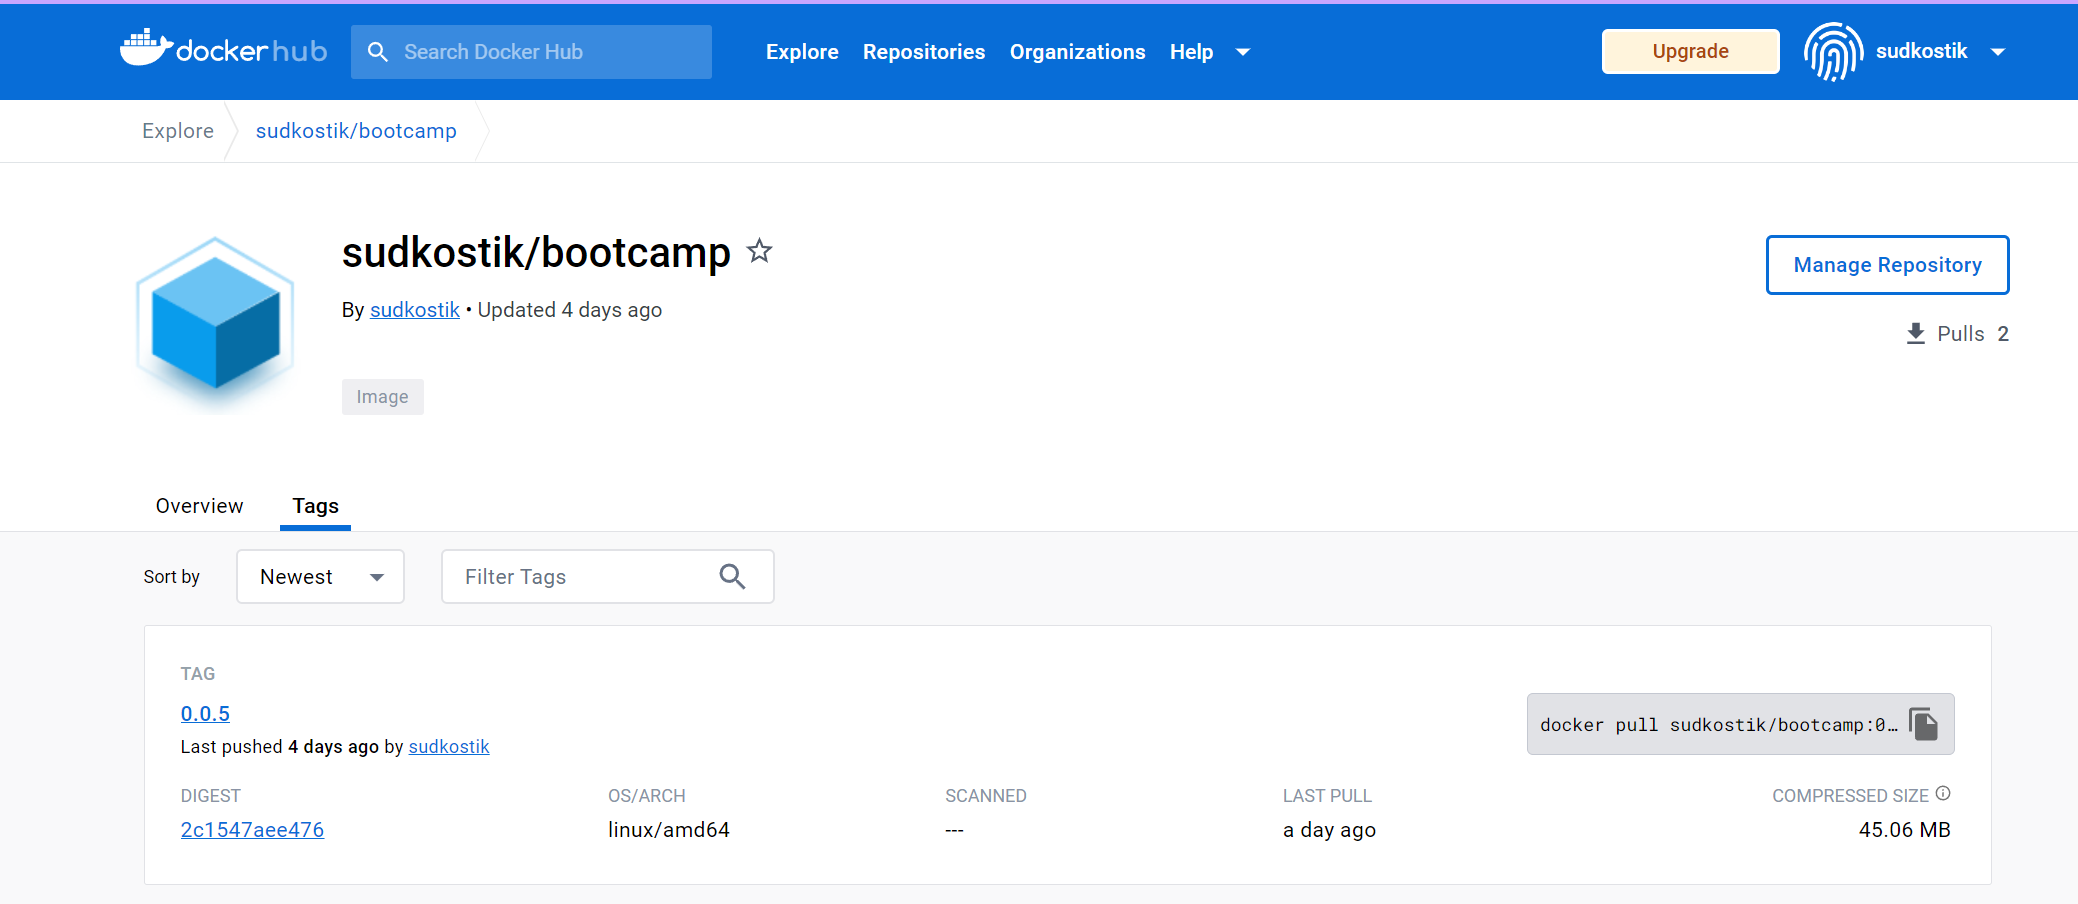 docker hub Search Docker Hub Explore Repositories Organizations Help Upgrade sudkostik
Explore sudkostik/bootcamp
sudkostik/bootcamp
Manage Repository
By sudkostik • Updated 4 days ago
Pulls 2
Image
Overview Tags
Sort by Newest Filter Tags
TAG
0.0.5
docker pull sudkostik/bootcamp:0…
Last pushed 4 days ago by sudkostik
DIGEST OS/ARCH SCANNED LAST PULL COMPRESSED SIZE
2c1547aee476 linux/amd64 --- a day ago 45.06 MB